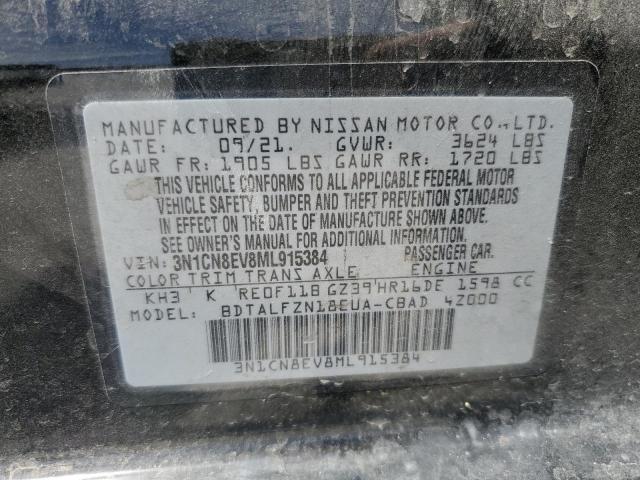 MANUFACTURED BY NISSAN MOTOR CO., LTD.
DATE: 09/21. GVWR: 3624 LBS
GAWR FR: 1905 LBS GAWR RR: 1720 LBS
THIS VEHICLE CONFORMS TO ALL APPLICABLE FEDERAL MOTOR
VEHICLE SAFETY, BUMPER AND THEFT PREVENTION STANDARDS
IN EFFECT ON THE DATE OF MANUFACTURE SHOWN ABOVE.
SEE OWNER'S MANUAL FOR ADDITIONAL INFORMATION.
VIN: 3N1CN8EV8ML915384 PASSENGER CAR.
COLOR TRIM TRANS AXLE ENGINE
KH3 K RE0F11B GZ39 HR16DE 1598 CC
MODEL: BDTALFZN18EUA-CBAD 4Z000
3N1CN8EV8ML915384